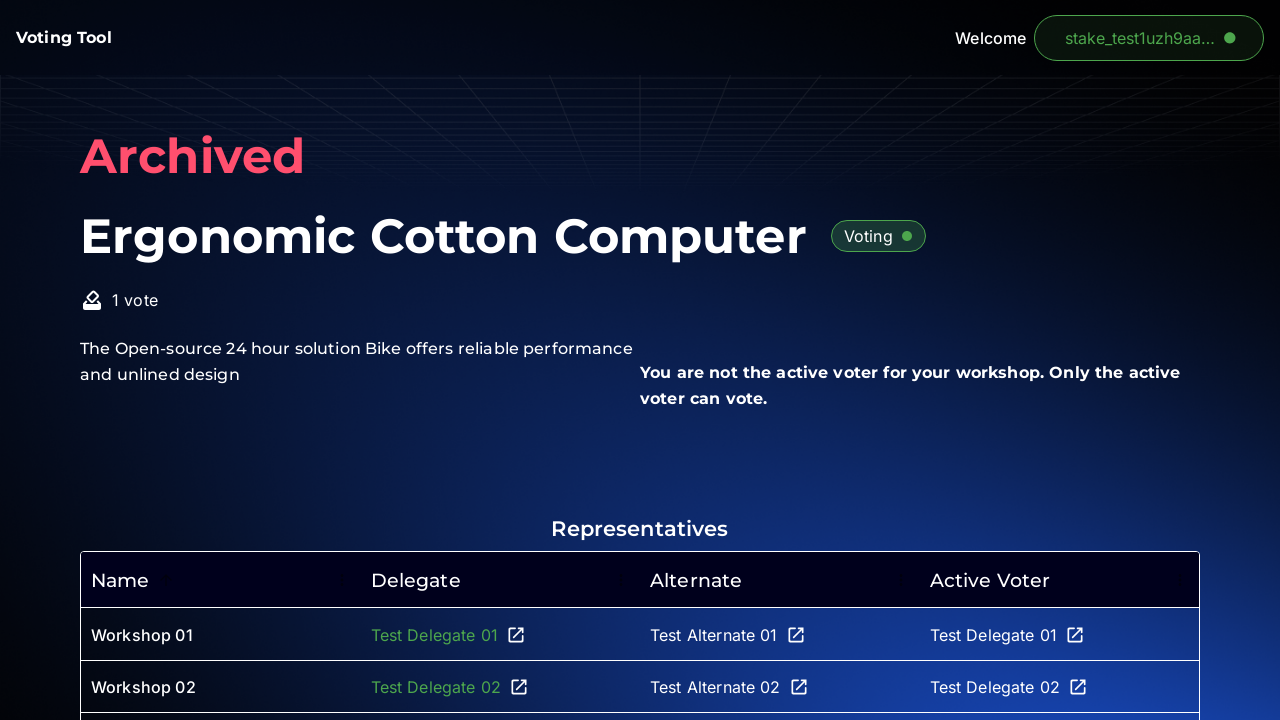 Voting Tool
Welcome
stake_test1uzh9aa...
Archived
Ergonomic Cotton Computer
Voting
1 vote
The Open-source 24 hour solution Bike offers reliable performance
and unlined design
You are not the active voter for your workshop. Only the active
voter can vote.
Representatives
Name Delegate Alternate Active Voter
Workshop 01 Test Delegate 01 Test Alternate 01 Test Delegate 01
Workshop 02 Test Delegate 02 Test Alternate 02 Test Delegate 02